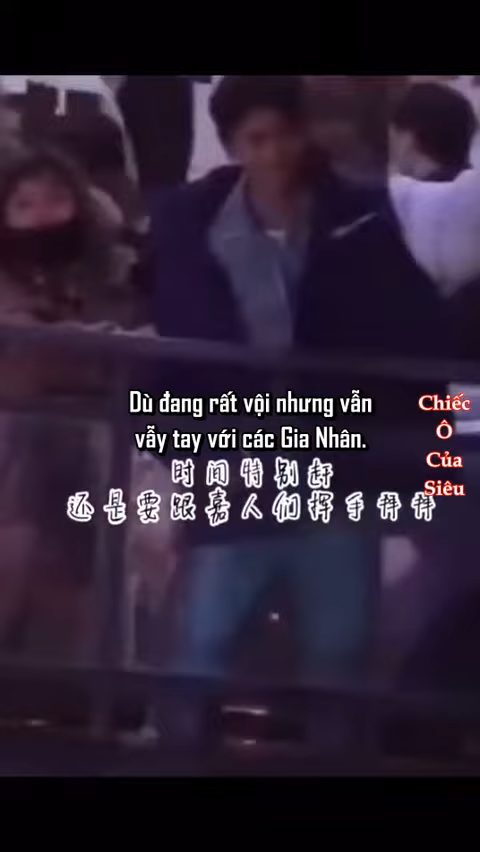 Dù đang rất vội nhưng vẫn
vẫy tay với các Gia Nhân.
时间特别赶
还是要跟嘉人们挥手拜拜
Chiếc
Ô
Của
Siêu